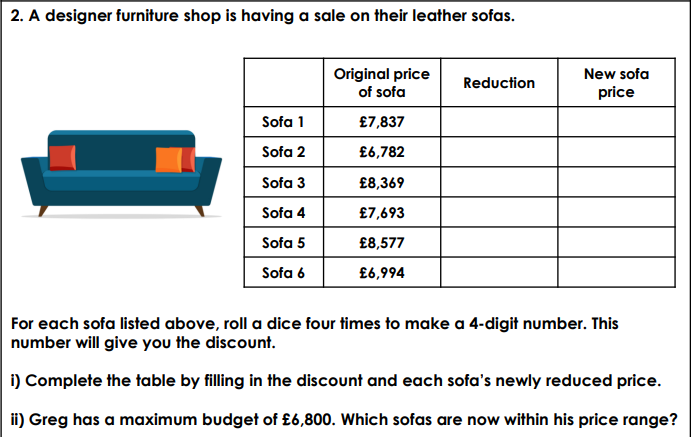 2. A designer furniture shop is having a sale on their leather sofas.
Original price of sofa Reduction New sofa price
Sofa 1 £7,837
Sofa 2 £6,782
Sofa 3 £8,369
Sofa 4 £7,693
Sofa 5 £8,577
Sofa 6 £6,994
For each sofa listed above, roll a dice four times to make a 4-digit number. This
number will give you the discount.
i) Complete the table by filling in the discount and each sofa’s newly reduced price.
ii) Greg has a maximum budget of £6,800. Which sofas are now within his price range?